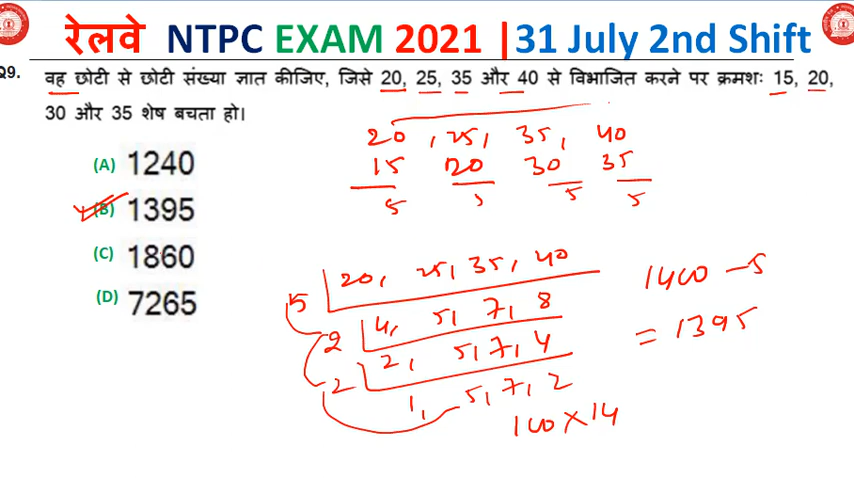 रेलवे NTPC EXAM 2021 |31 July 2nd Shift
Q9. वह छोटी से छोटी संख्या ज्ञात कीजिए, जिसे 20, 25, 35 और 40 से विभाजित करने पर क्रमशः 15, 20,
30 और 35 शेष बचता हो।
20, 25, 35, 40
15 20 30 35
5 5 5 5
(A) 1240
(B) 1395
(C) 1860
(D) 7265
5 20, 25, 35, 40
2 4, 5, 7, 8
2 2, 5, 7, 4
1, 5, 7, 2
100 × 14
1400 – 5
= 1395